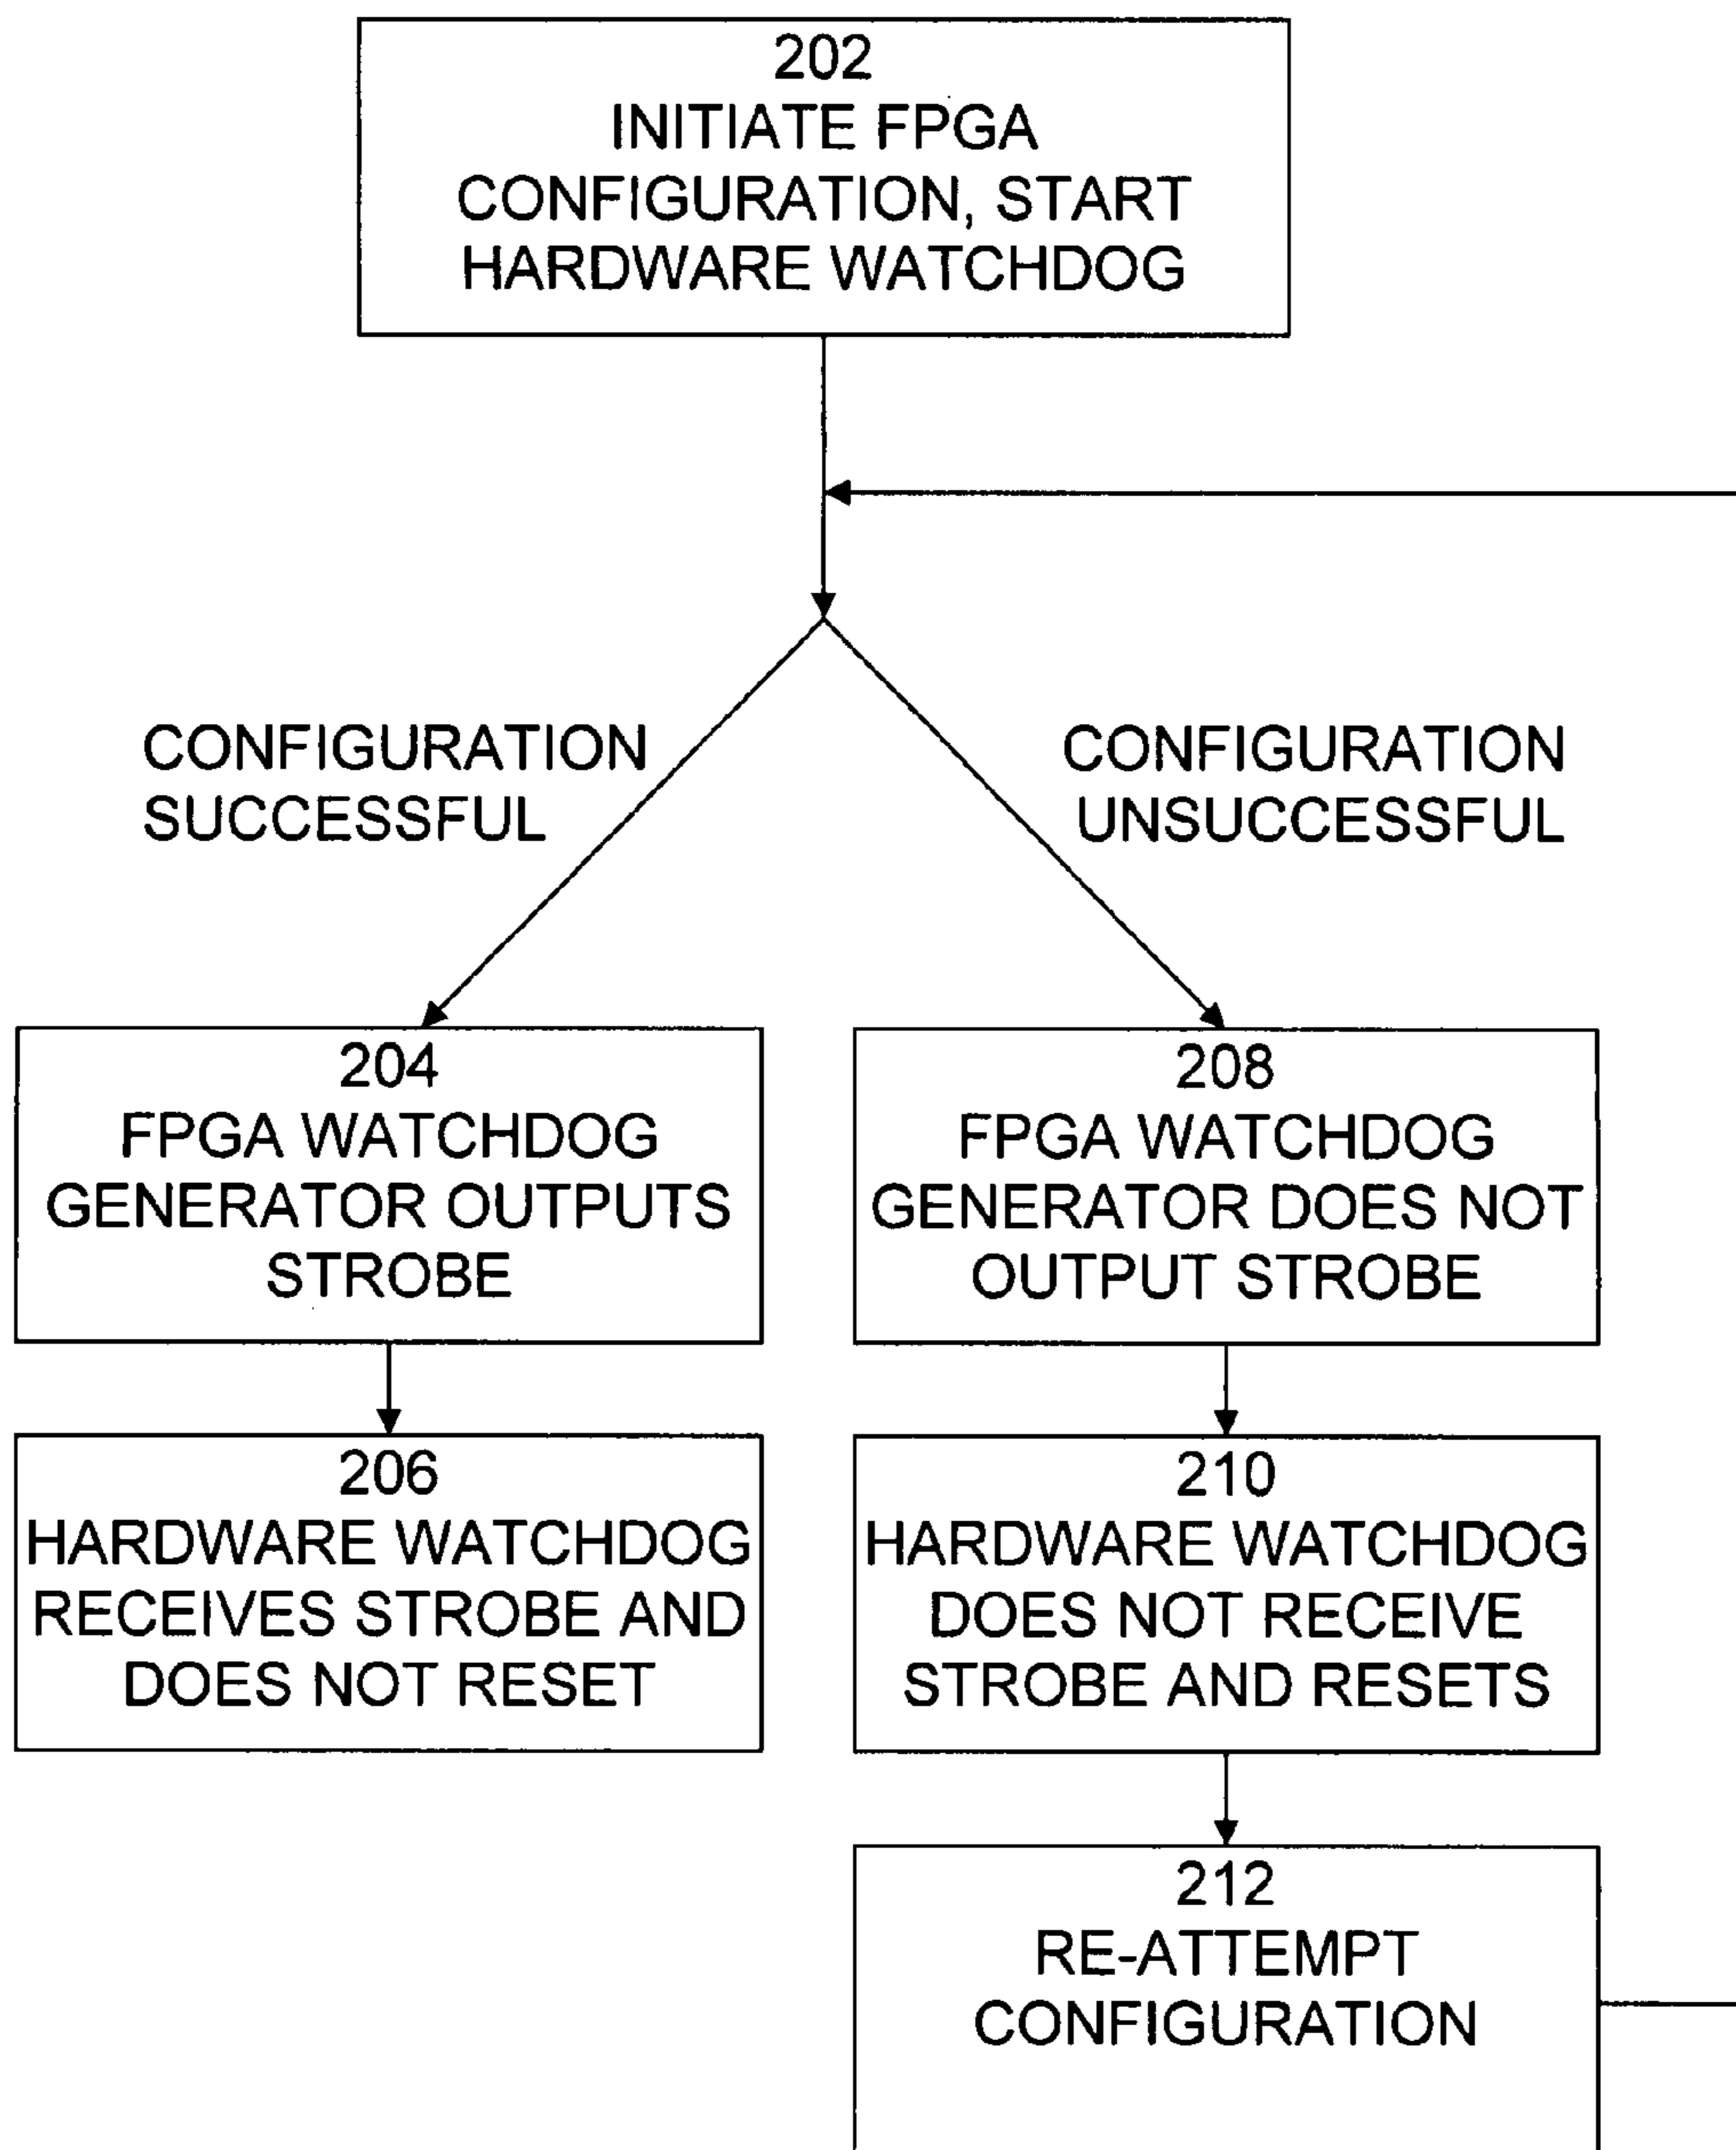 202
INITIATE FPGA
CONFIGURATION, START
HARDWARE WATCHDOG
CONFIGURATION
SUCCESSFUL
CONFIGURATION
UNSUCCESSFUL
204
FPGA WATCHDOG
GENERATOR OUTPUTS
STROBE
208
FPGA WATCHDOG
GENERATOR DOES NOT
OUTPUT STROBE
206
HARDWARE WATCHDOG
RECEIVES STROBE AND
DOES NOT RESET
210
HARDWARE WATCHDOG
DOES NOT RECEIVE
STROBE AND RESETS
212
RE-ATTEMPT
CONFIGURATION